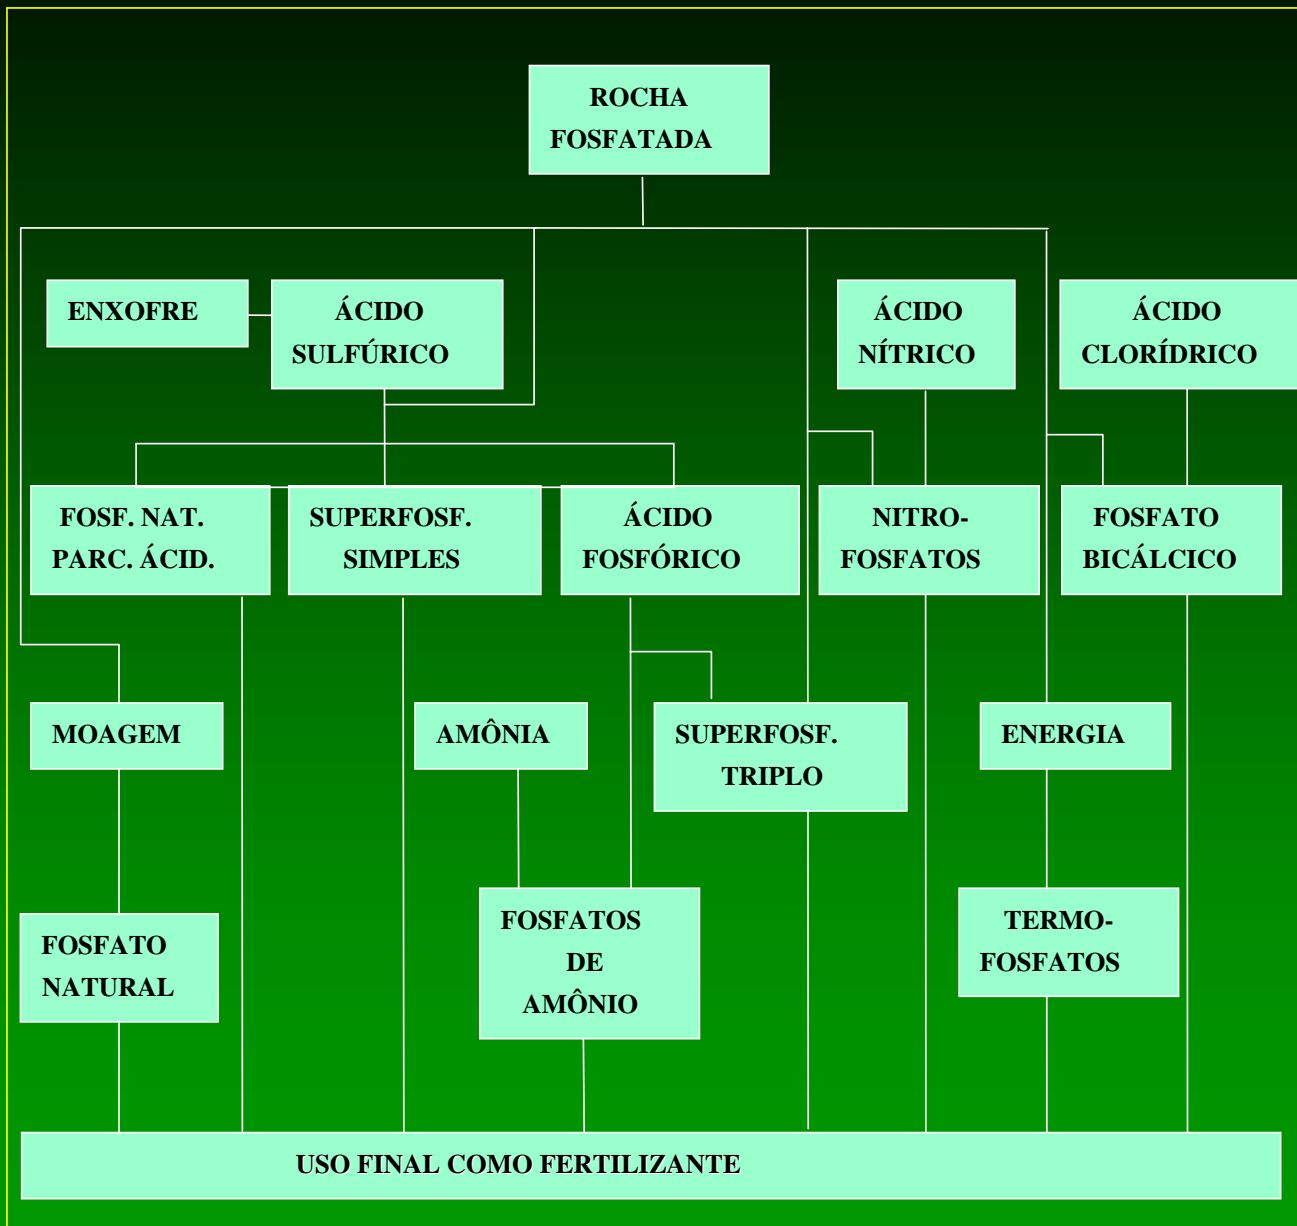 ROCHA
FOSFATADA
ENXOFRE
ÁCIDO
SULFÚRICO
ÁCIDO
NÍTRICO
ÁCIDO
CLORÍDRICO
FOSF. NAT.
PARC. ÁCID.
SUPERFOSF.
SIMPLES
ÁCIDO
FOSFÓRICO
NITRO-
FOSFATOS
FOSFATO
BICÁLCICO
MOAGEM
AMÔNIA
SUPERFOSF.
TRIPLO
ENERGIA
FOSFATO
NATURAL
FOSFATOS
DE
AMÔNIO
TERMO-
FOSFATOS
USO FINAL COMO FERTILIZANTE